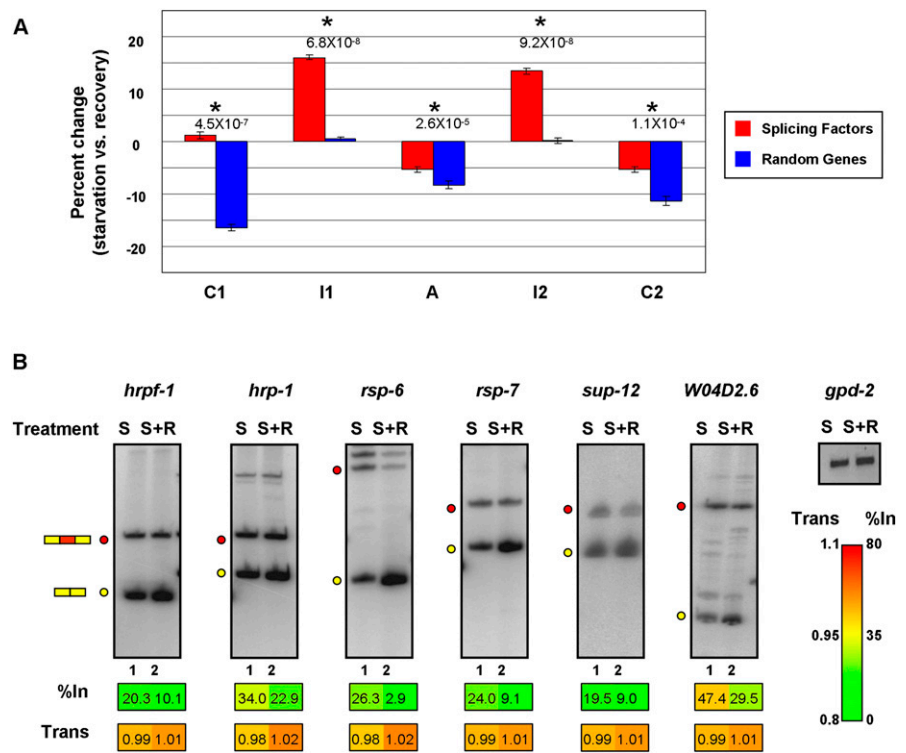 A
Percent change
(starvation vs. recovery)
20
10
0
-10
-20
* * * * *
4.5X10⁻⁷ 6.8X10⁻⁸ 2.6X10⁻⁵ 9.2X10⁻⁸ 1.1X10⁻⁴
C1 I1 A I2 C2
Splicing Factors
Random Genes
B
hrpf-1 hrp-1 rsp-6 rsp-7 sup-12 W04D2.6 gpd-2
Treatment S S+R S S+R S S+R S S+R S S+R S S+R S S+R
Trans %In
1.1 80
0.95 35
0.8 0
1 2 1 2 1 2 1 2 1 2 1 2
%In 20.3 10.1 34.0 22.9 26.3 2.9 24.0 9.1 19.5 9.0 47.4 29.5
Trans 0.99 1.01 0.98 1.02 0.98 1.02 0.99 1.01 0.99 1.01 0.99 1.01